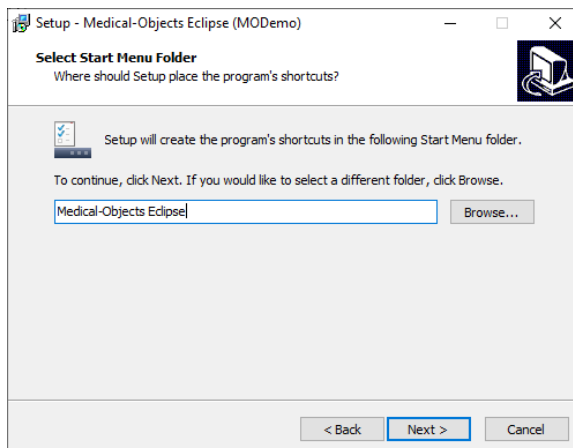 Setup - Medical-Objects Eclipse (MODemo)
Select Start Menu Folder
Where should Setup place the program's shortcuts?
Setup will create the program's shortcuts in the following Start Menu folder.
To continue, click Next. If you would like to select a different folder, click Browse.
Medical-Objects Eclipse
Browse...
< Back
Next >
Cancel